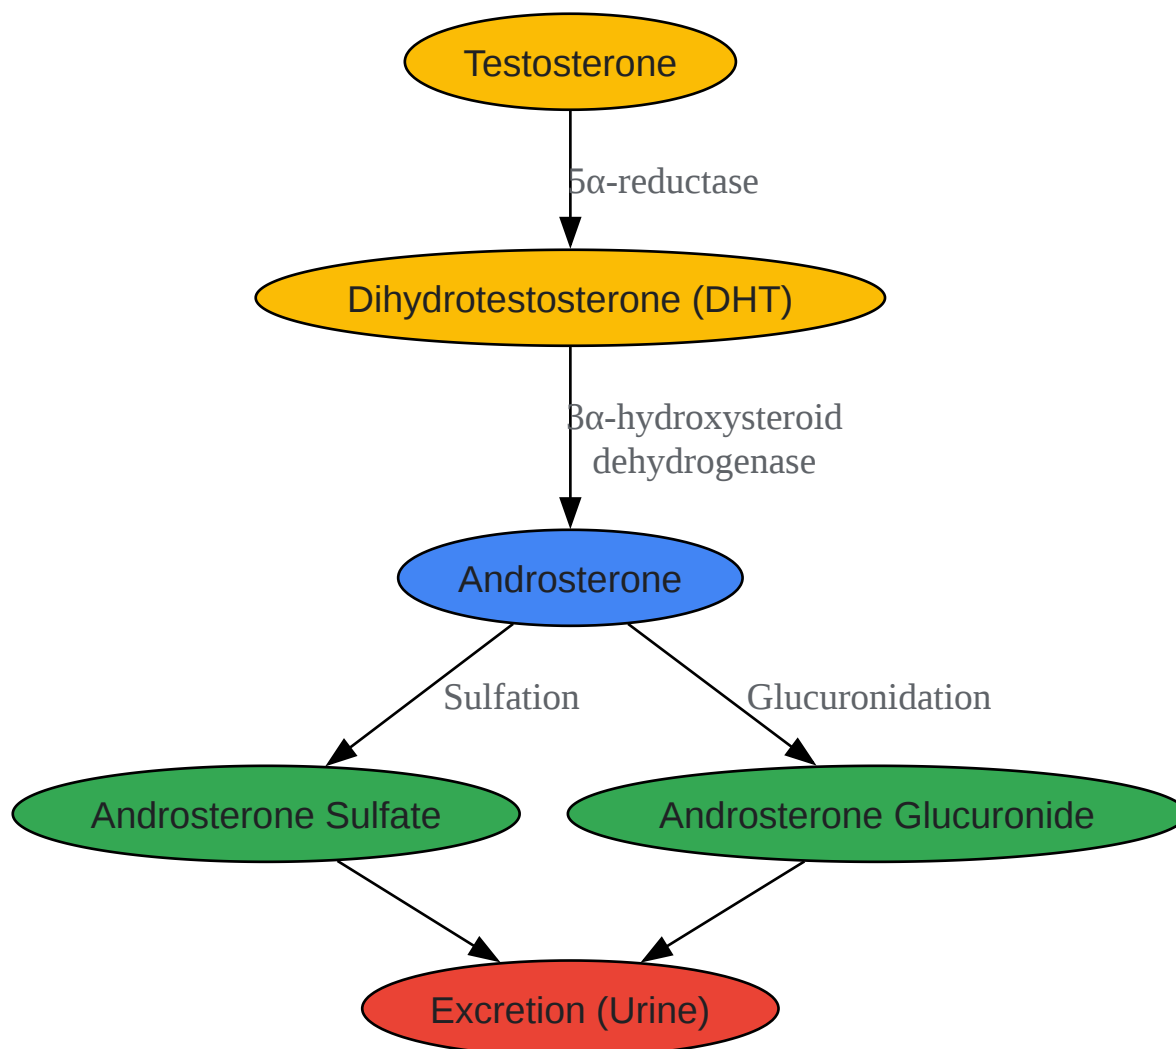 Testosterone
5α-reductase
Dihydrotestosterone (DHT)
3α-hydroxysteroid
dehydrogenase
Androsterone
Sulfation
Glucuronidation
Androsterone Sulfate
Androsterone Glucuronide
Excretion (Urine)